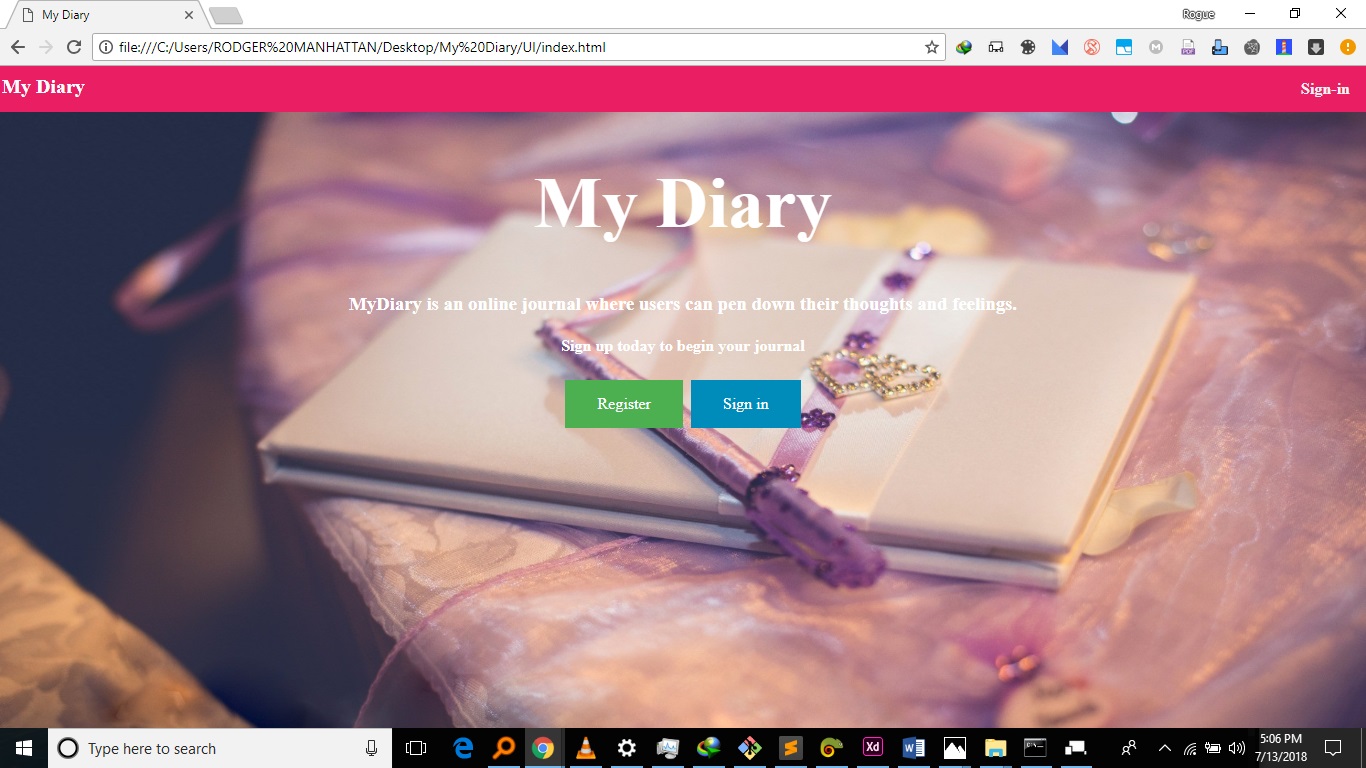 My Diary
Rogue
file:///C:/Users/RODGER%20MANHATTAN/Desktop/My%20Diary/UI/index.html
My Diary
Sign-in
My Diary
MyDiary is an online journal where users can pen down their thoughts and feelings.
Sign up today to begin your journal
Register
Sign in
Type here to search
Xd
5:06 PM
7/13/2018